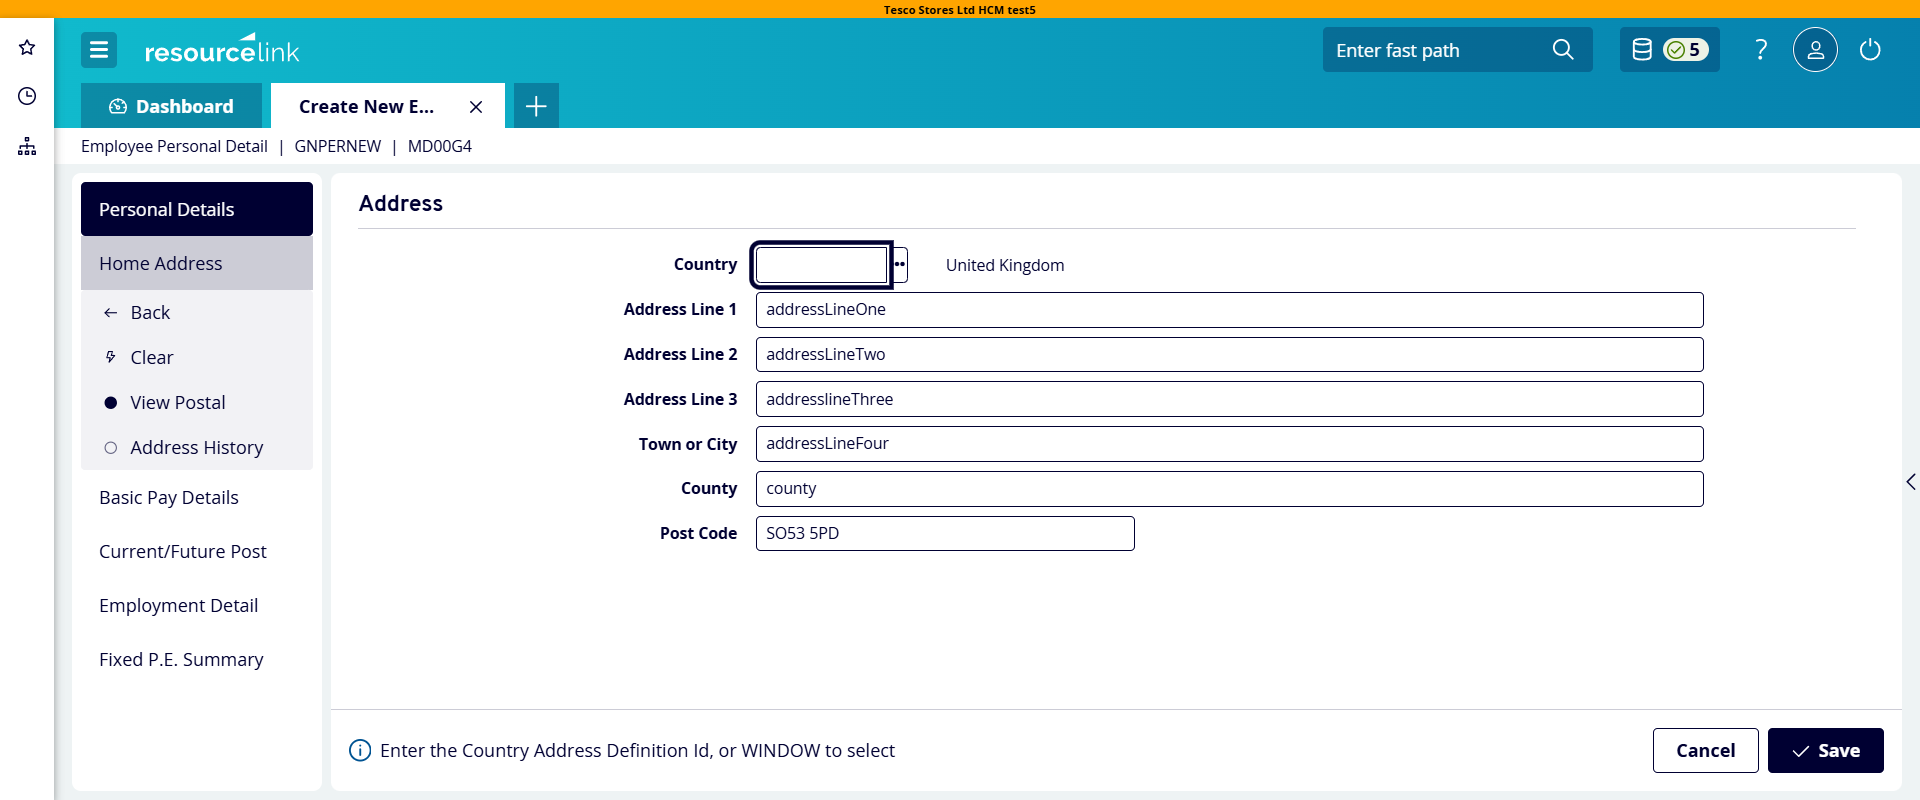 Tesco Stores Ltd HCM test5
resourcelink
Enter fast path
5
?
Dashboard
Create New E...
Employee Personal Detail | GNPERNEW | MD00G4
Personal Details
Home Address
Back
Clear
View Postal
Address History
Basic Pay Details
Current/Future Post
Employment Detail
Fixed P.E. Summary
Address
Country
United Kingdom
Address Line 1 addressLineOne
Address Line 2 addressLineTwo
Address Line 3 addresslineThree
Town or City addressLineFour
County county
Post Code SO53 5PD
Enter the Country Address Definition Id, or WINDOW to select
Cancel
Save